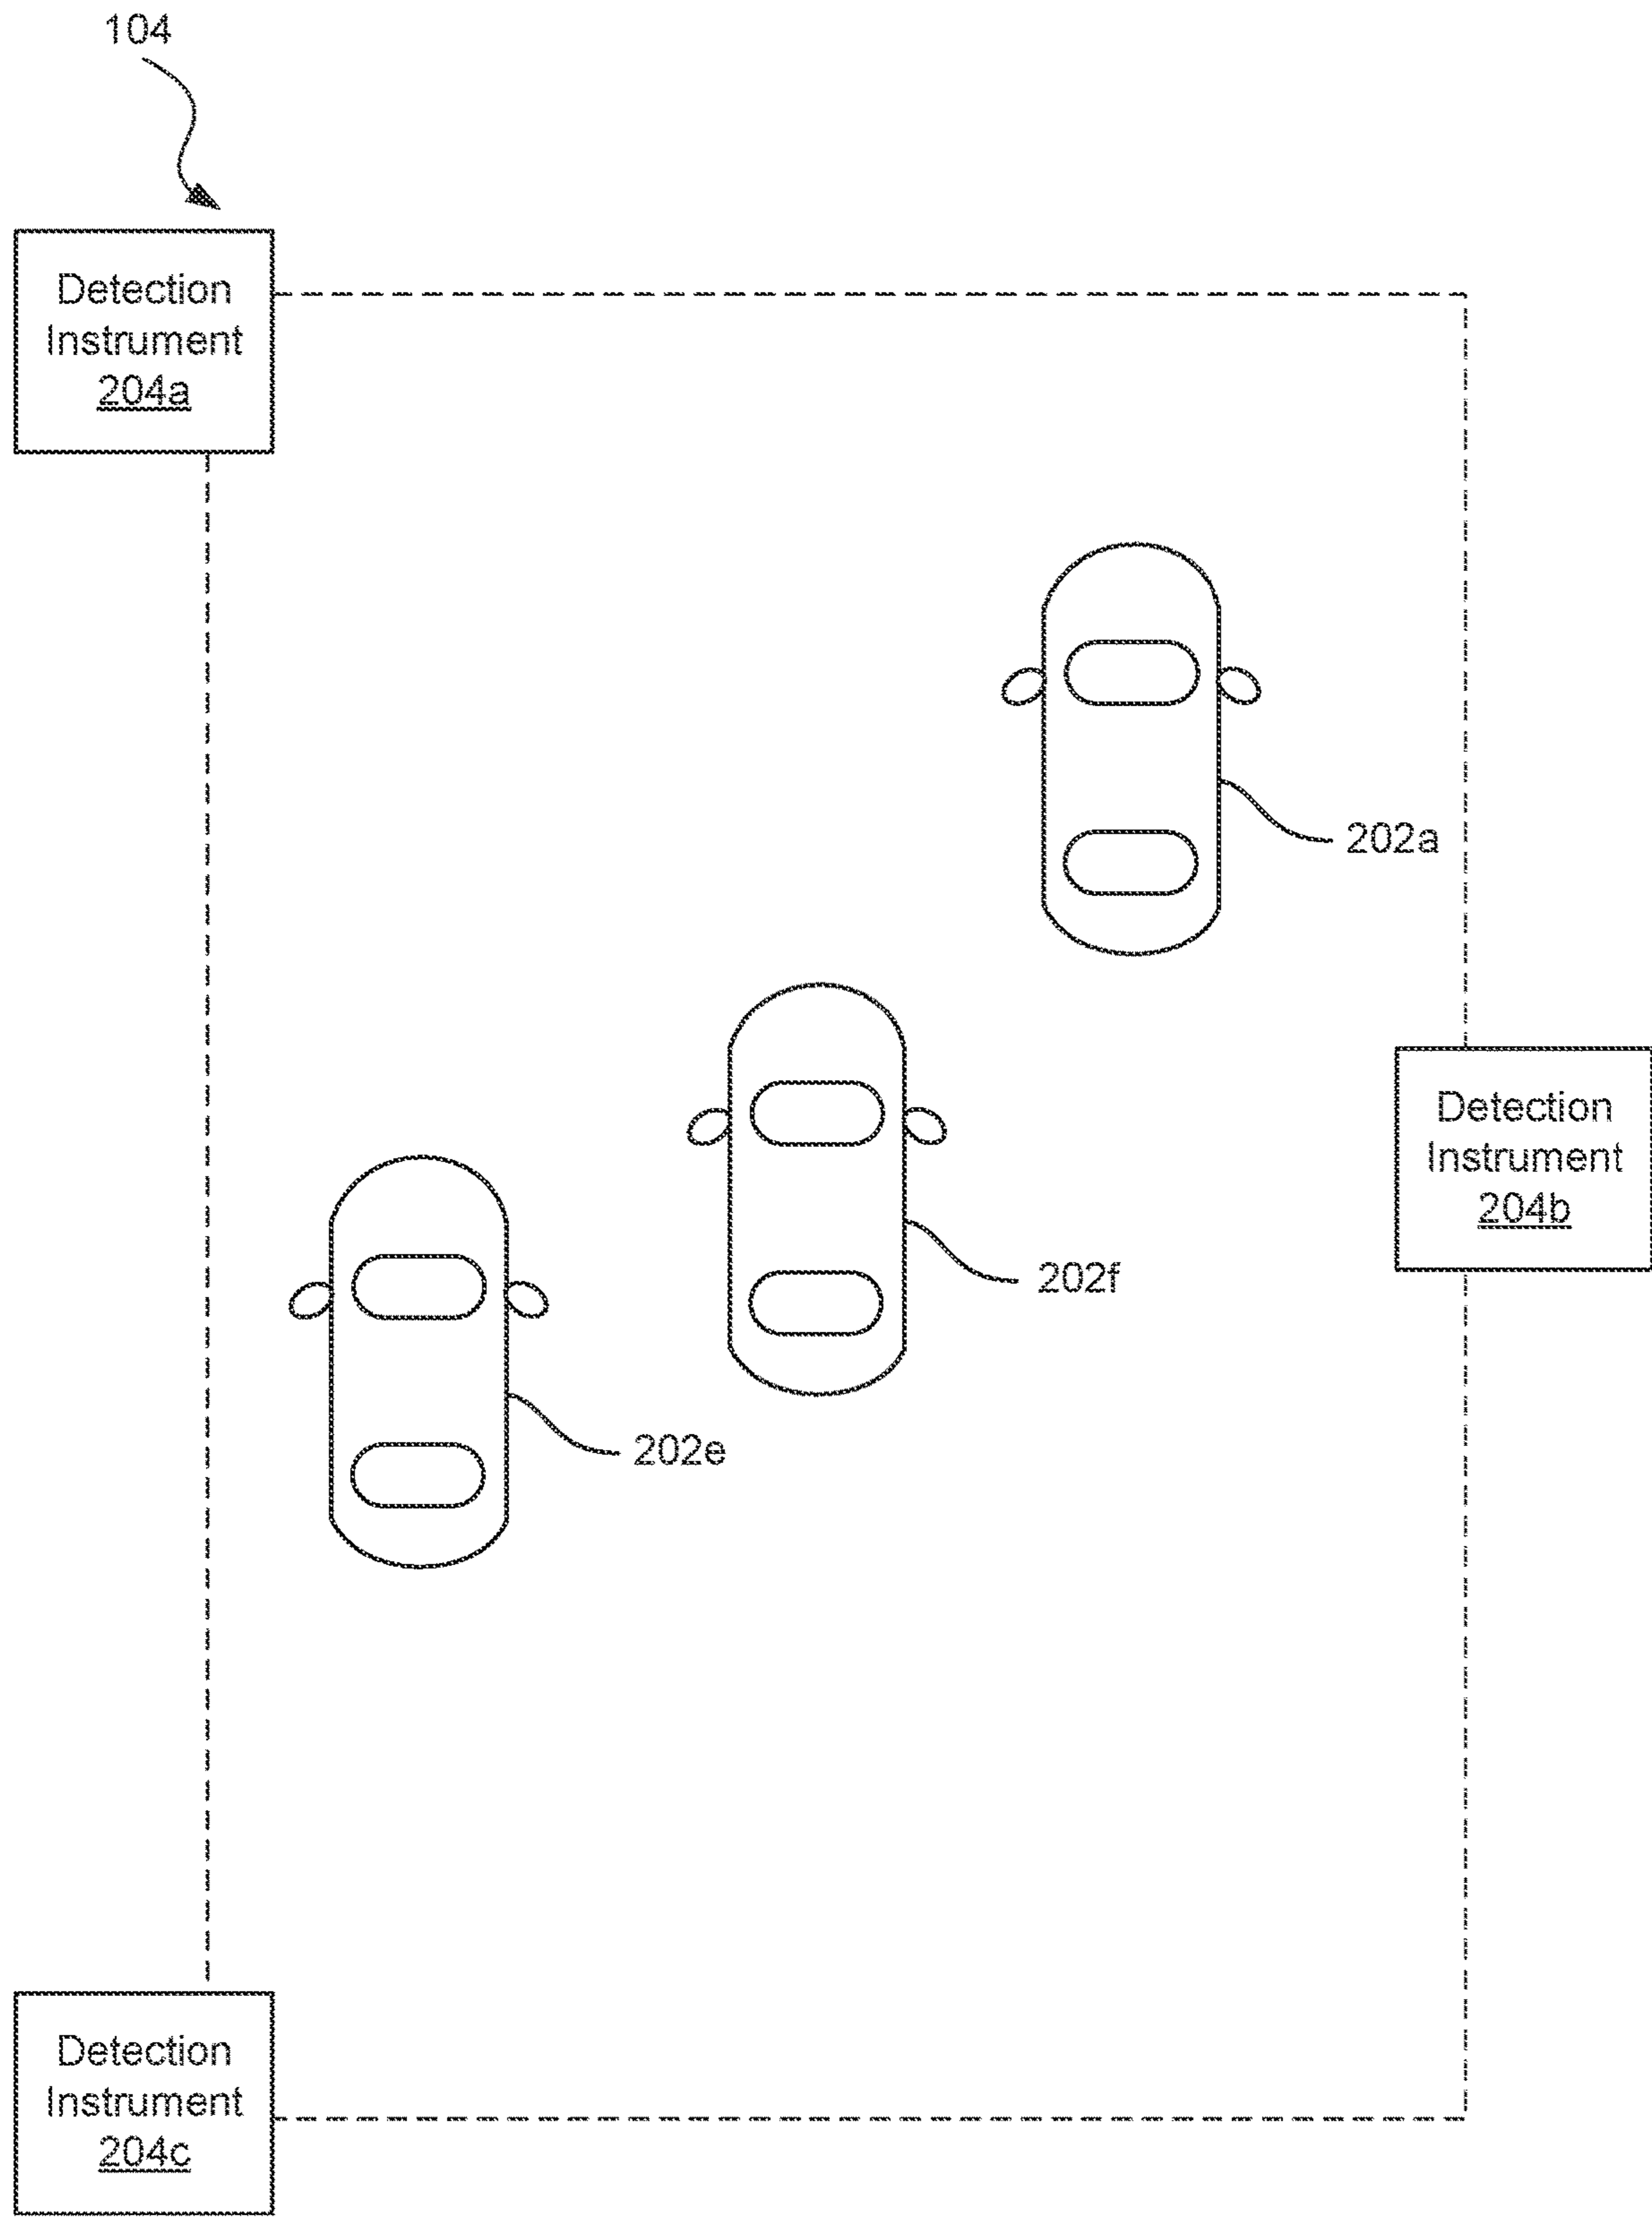 104
Detection
Instrument
204a
202a
Detection
Instrument
204b
202f
202e
Detection
Instrument
204c